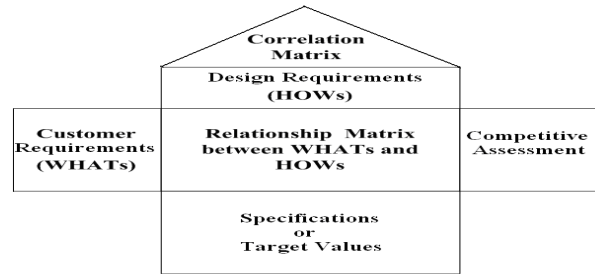 Correlation
Matrix
Design Requirements
(HOWs)
Customer
Requirements
(WHATs)
Relationship Matrix
between WHATs and
HOWs
Competitive
Assessment
Specifications
or
Target Values